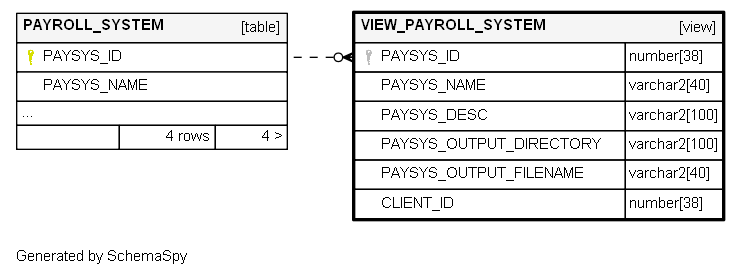 PAYROLL_SYSTEM [table]
PAYSYS_ID
PAYSYS_NAME
...
4 rows 4 >
VIEW_PAYROLL_SYSTEM [view]
PAYSYS_ID number[38]
PAYSYS_NAME varchar2[40]
PAYSYS_DESC varchar2[100]
PAYSYS_OUTPUT_DIRECTORY varchar2[100]
PAYSYS_OUTPUT_FILENAME varchar2[40]
CLIENT_ID number[38]
Generated by SchemaSpy